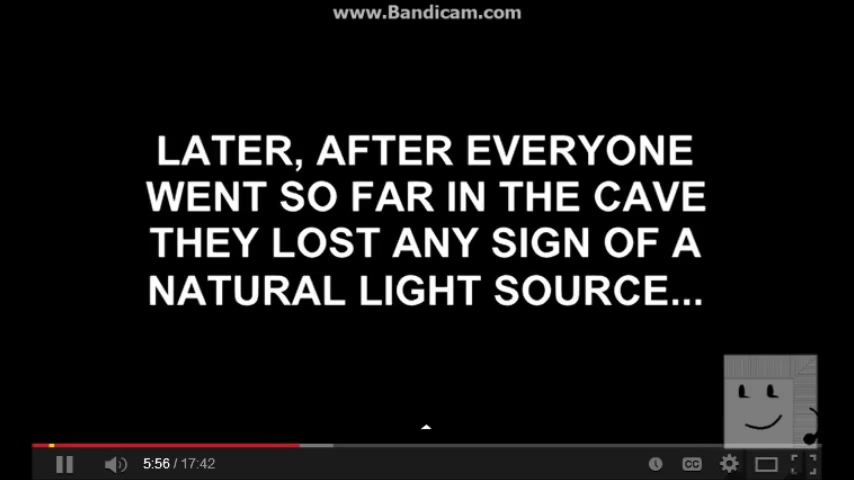 www.Bandicam.com
LATER, AFTER EVERYONE
WENT SO FAR IN THE CAVE
THEY LOST ANY SIGN OF A
NATURAL LIGHT SOURCE...
5:56 / 17:42
CC